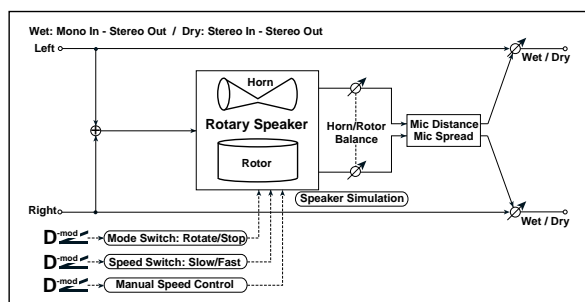 Wet: Mono In - Stereo Out / Dry: Stereo In - Stereo Out
Left
Wet / Dry
Horn
Rotary Speaker
Rotor
Horn/Rotor
Balance
Mic Distance
Mic Spread
Speaker Simulation
Right
Wet / Dry
D-mod
Mode Switch: Rotate/Stop
D-mod
Speed Switch: Slow/Fast
D-mod
Manual Speed Control